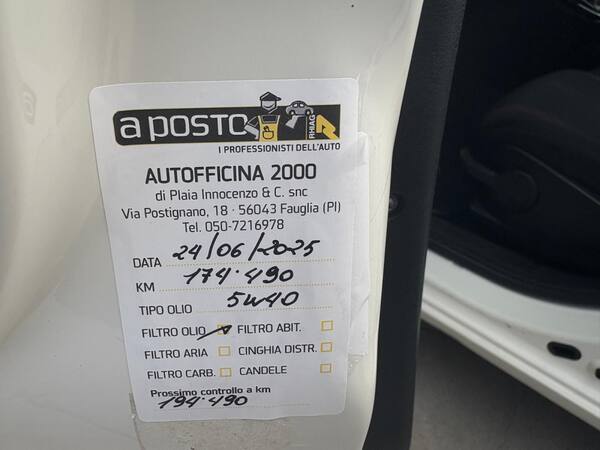 a posto
RHIAG
I PROFESSIONISTI DELL'AUTO
AUTOFFICINA 2000
di Plaia Innocenzo & C. snc
Via Postignano, 18 - 56043 Fauglia (PI)
Tel. 050-7216978
DATA 24/06/2025
KM 174.490
TIPO OLIO 5W40
FILTRO OLIO FILTRO ABIT.
FILTRO ARIA CINGHIA DISTR.
FILTRO CARB. CANDELE
Prossimo controllo a km
194.490